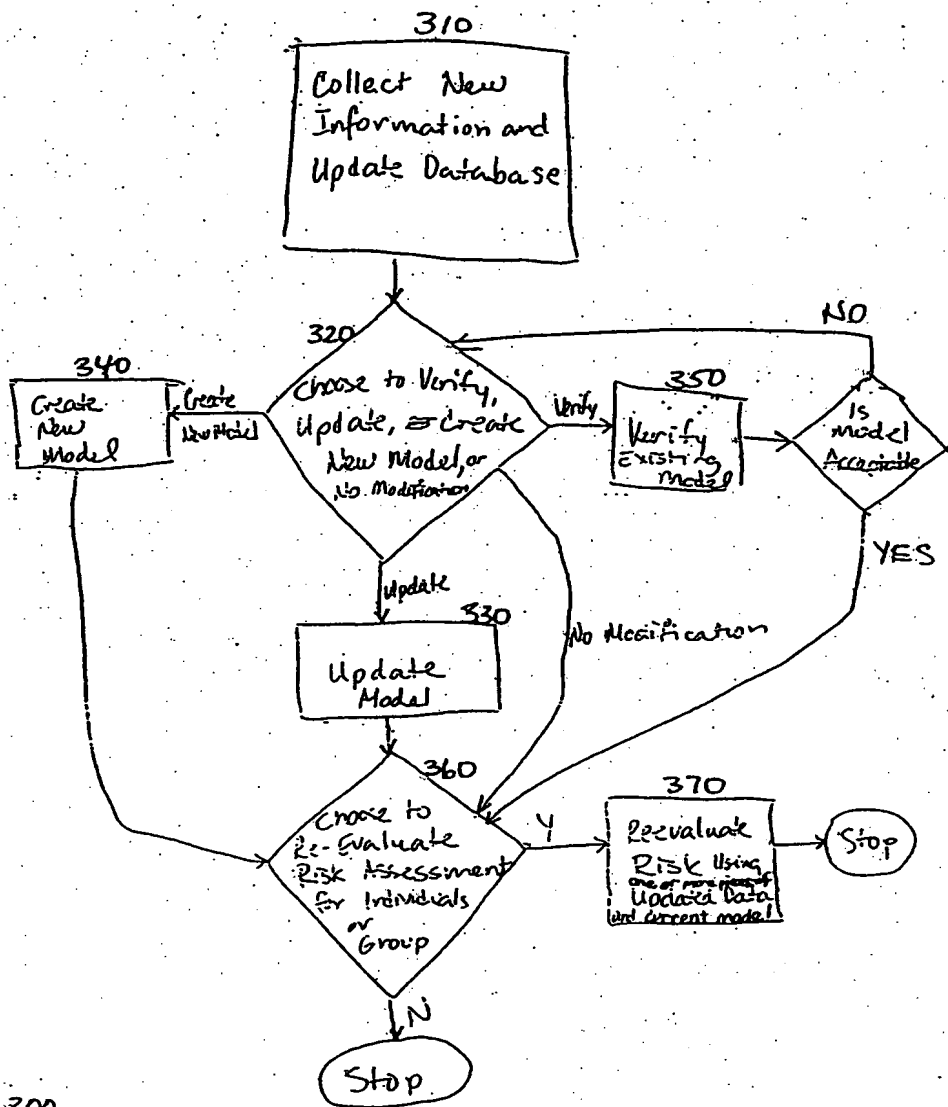 310
Collect New
Information and
Update Database
NO
320
Choose to Verify,
Update, or Create
New Model, or
No Modification
340
Create
New
Model
Create
New Model
Verify
350
Verify
Existing
Model
Is
Model
Acceptable
YES
Update
330
Update
Model
No Modification
360
Choose to
Re-Evaluate
Risk Assessment
for Individuals
or
Group
Y
370
Reevaluate
Risk Using
one or more pieces of
Updated Data
and current model
Stop
N
Stop
300